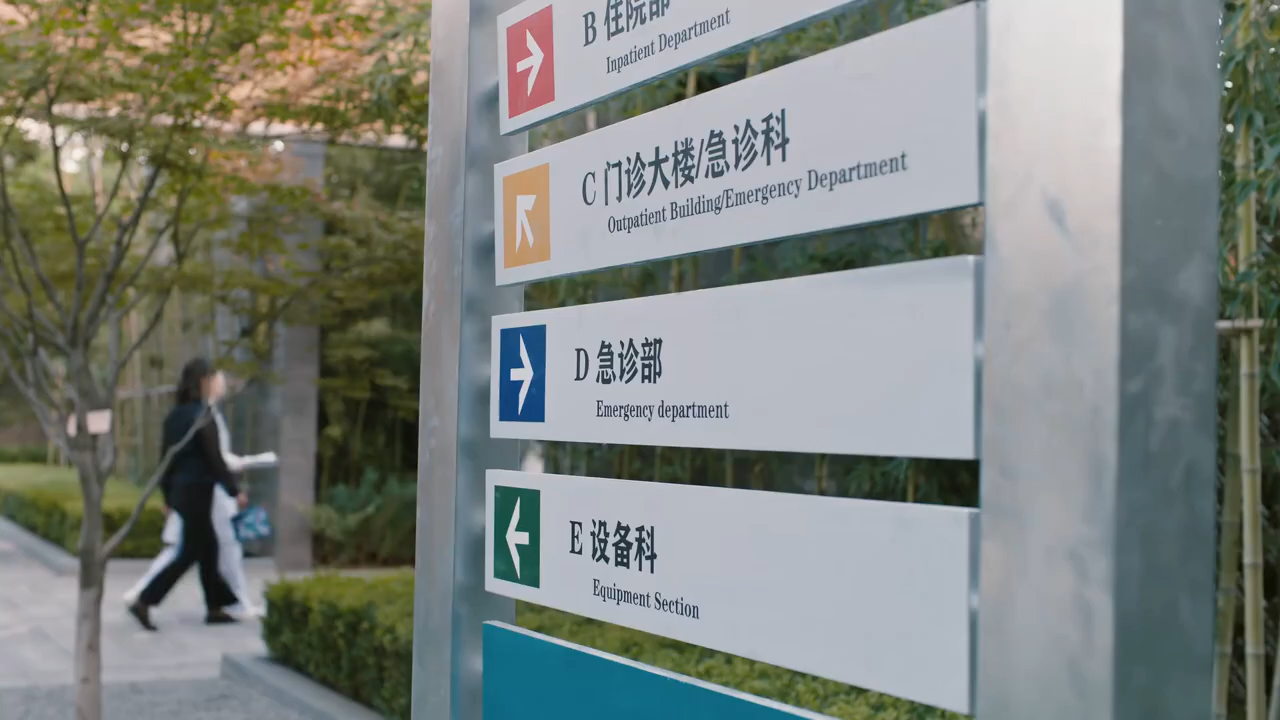 B 住院部
Inpatient Department
C 门诊大楼/急诊科
Outpatient Building/Emergency Department
D 急诊部
Emergency department
E 设备科
Equipment Section